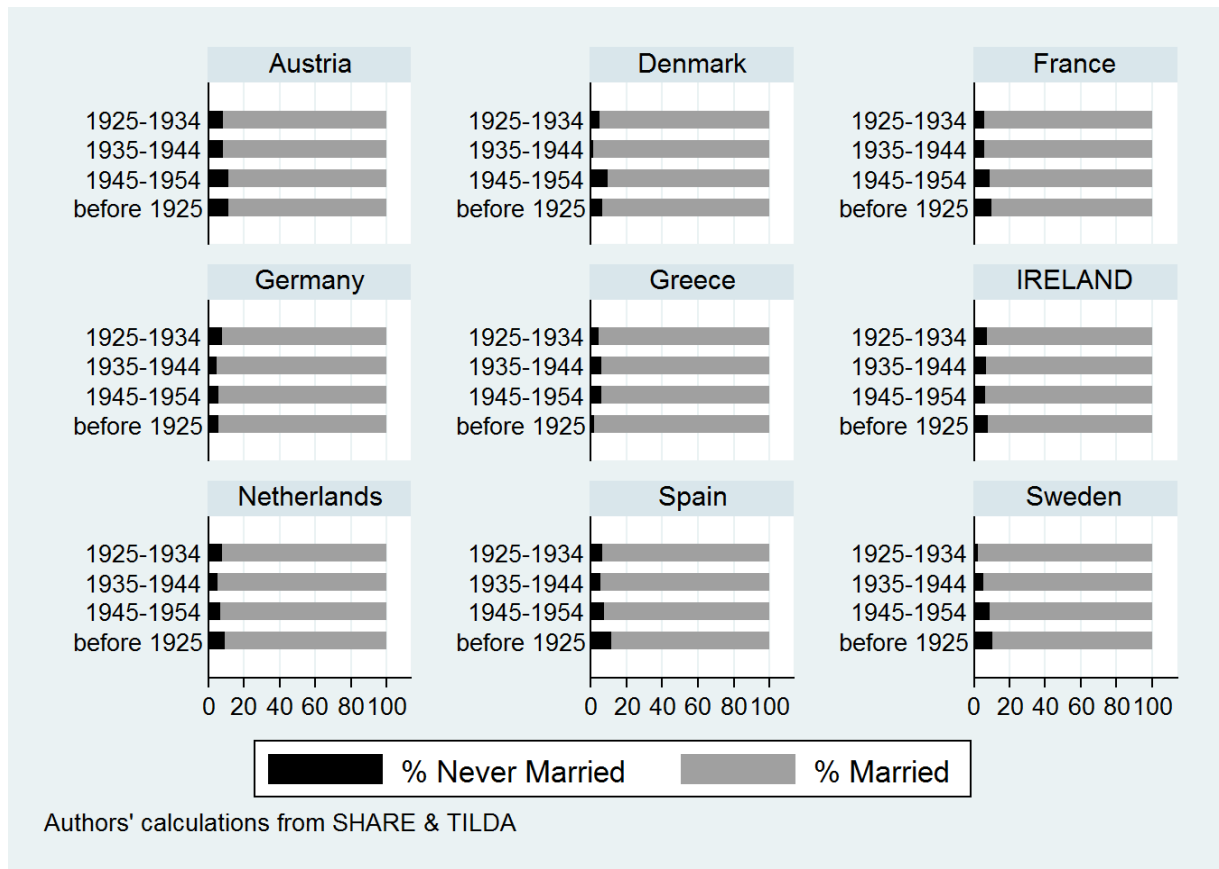 Austria
1925-1934
1935-1944
1945-1954
before 1925
Denmark
1925-1934
1935-1944
1945-1954
before 1925
France
1925-1934
1935-1944
1945-1954
before 1925
Germany
1925-1934
1935-1944
1945-1954
before 1925
Greece
1925-1934
1935-1944
1945-1954
before 1925
IRELAND
1925-1934
1935-1944
1945-1954
before 1925
Netherlands
1925-1934
1935-1944
1945-1954
before 1925
0 20 40 60 80 100
Spain
1925-1934
1935-1944
1945-1954
before 1925
0 20 40 60 80 100
Sweden
1925-1934
1935-1944
1945-1954
before 1925
0 20 40 60 80 100
% Never Married % Married
Authors' calculations from SHARE & TILDA